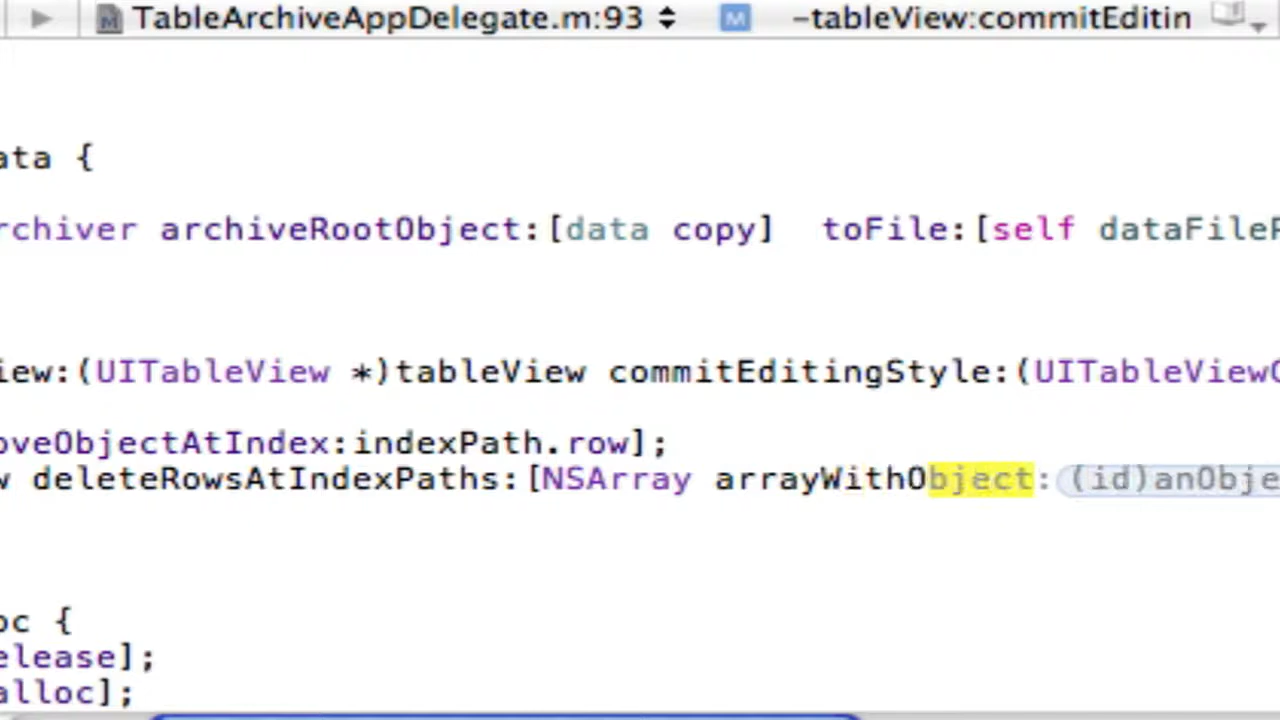 TableArchiveAppDelegate.m:93 M -tableView:commitEditin
ata {
rchiver archiveRootObject:[data copy]  toFile:[self dataFileP
iew:(UITableView *)tableView commitEditingStyle:(UITableViewC
oveObjectAtIndex:indexPath.row];
w deleteRowsAtIndexPaths:[NSArray arrayWithObject:(id)anObje
oc {
elease];
alloc];